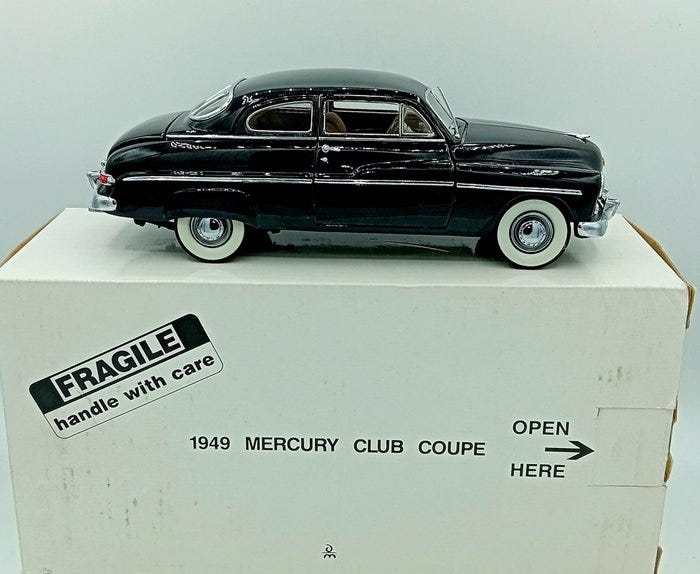 FRAGILE
handle with care
1949 MERCURY CLUB COUPE
OPEN
HERE